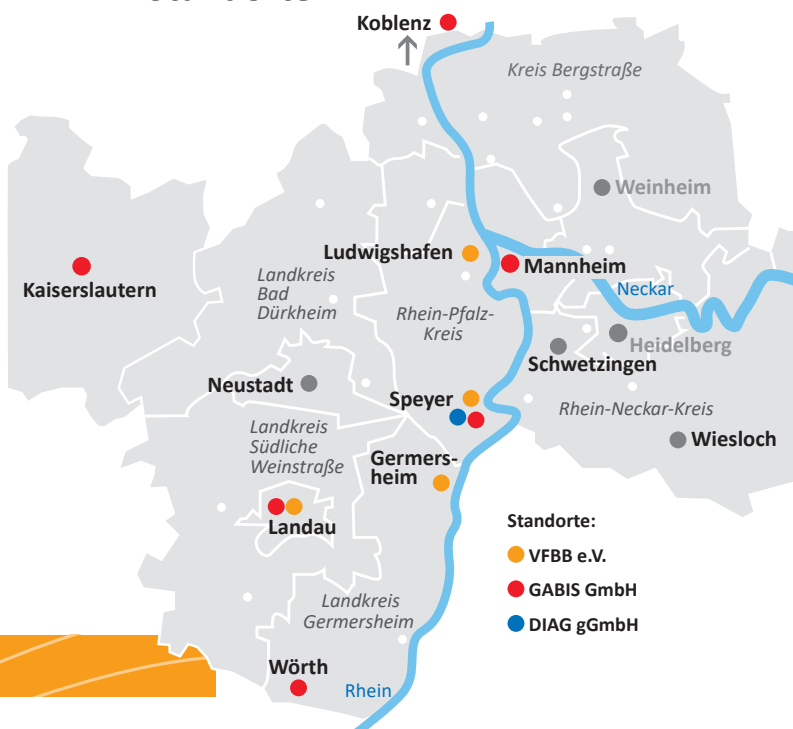 Koblenz
Kreis Bergstraße
Weinheim
Ludwigshafen
Mannheim
Kaiserslautern
Landkreis
Bad
Dürkheim
Neckar
Rhein-Pfalz-
Kreis
Heidelberg
Schwetzingen
Neustadt
Speyer
Rhein-Neckar-Kreis
Landkreis
Südliche
Weinstraße
Wiesloch
Germers-
heim
Landau
Standorte:
VFBB e.V.
GABIS GmbH
DIAG gGmbH
Landkreis
Germersheim
Wörth
Rhein